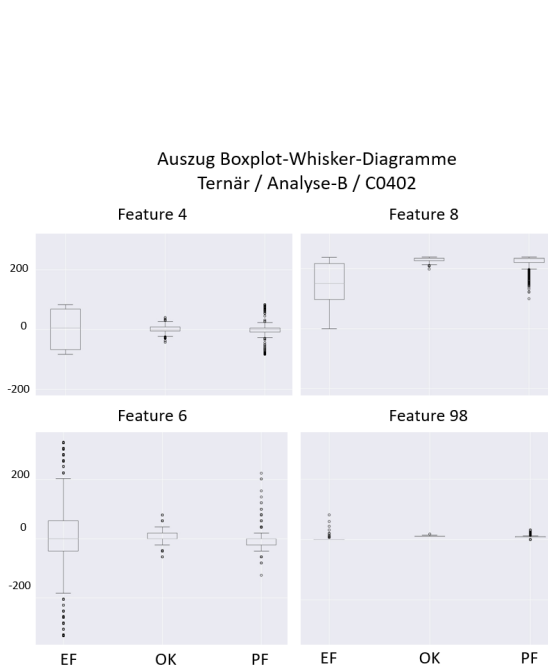 Auszug Boxplot-Whisker-Diagramme
Ternär / Analyse-B / C0402
Feature 4
Feature 8
200
0
-200
Feature 6
Feature 98
200
0
-200
EF
OK
PF
EF
OK
PF